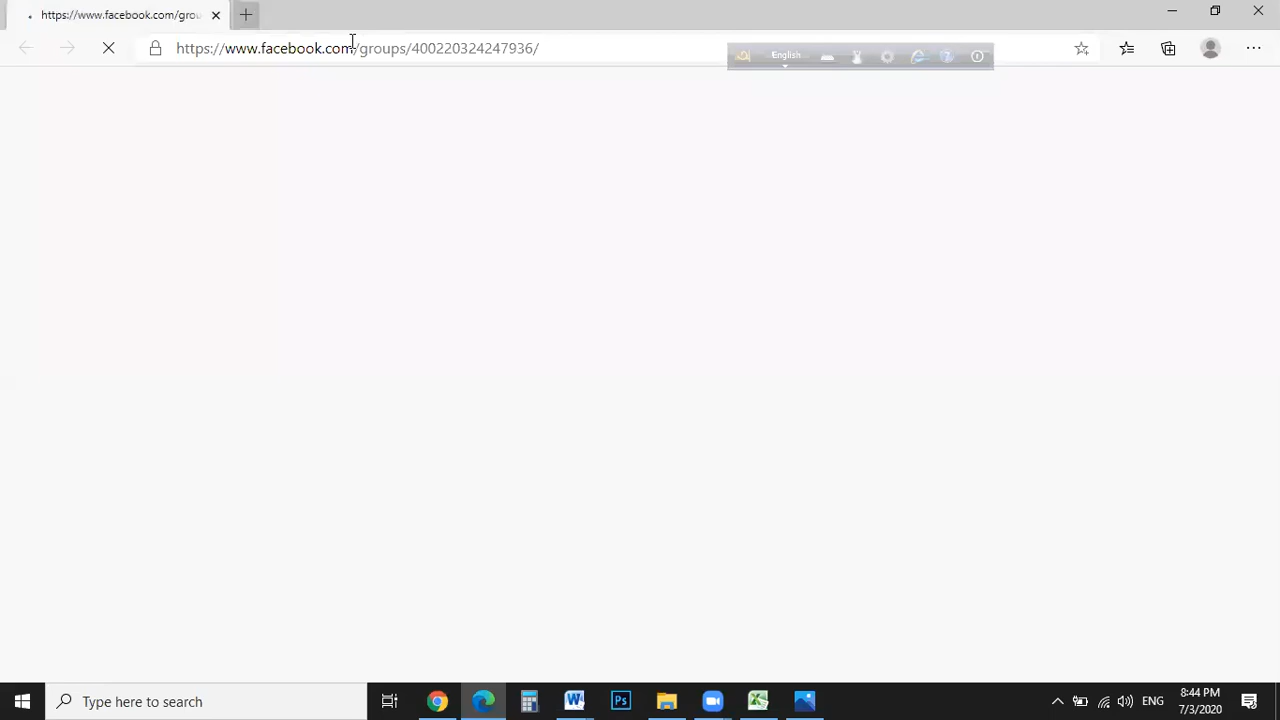 https://www.facebook.com/grou
https://www.facebook.com/groups/400220324247936/
English
Type here to search
Ps
ENG
8:44 PM
7/3/2020